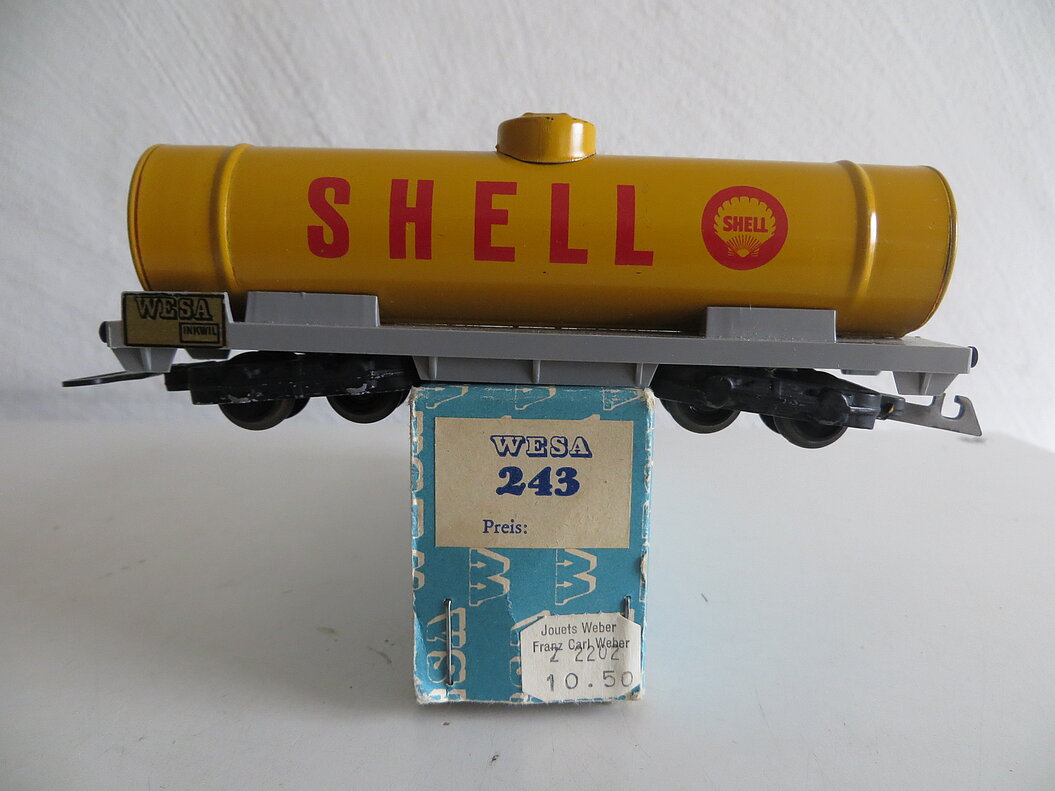 SHELL
SHELL
WESA
INKWIL
WESA
243
Preis:
Jouets Weber
Franz Carl Weber
Z 2202
10.50